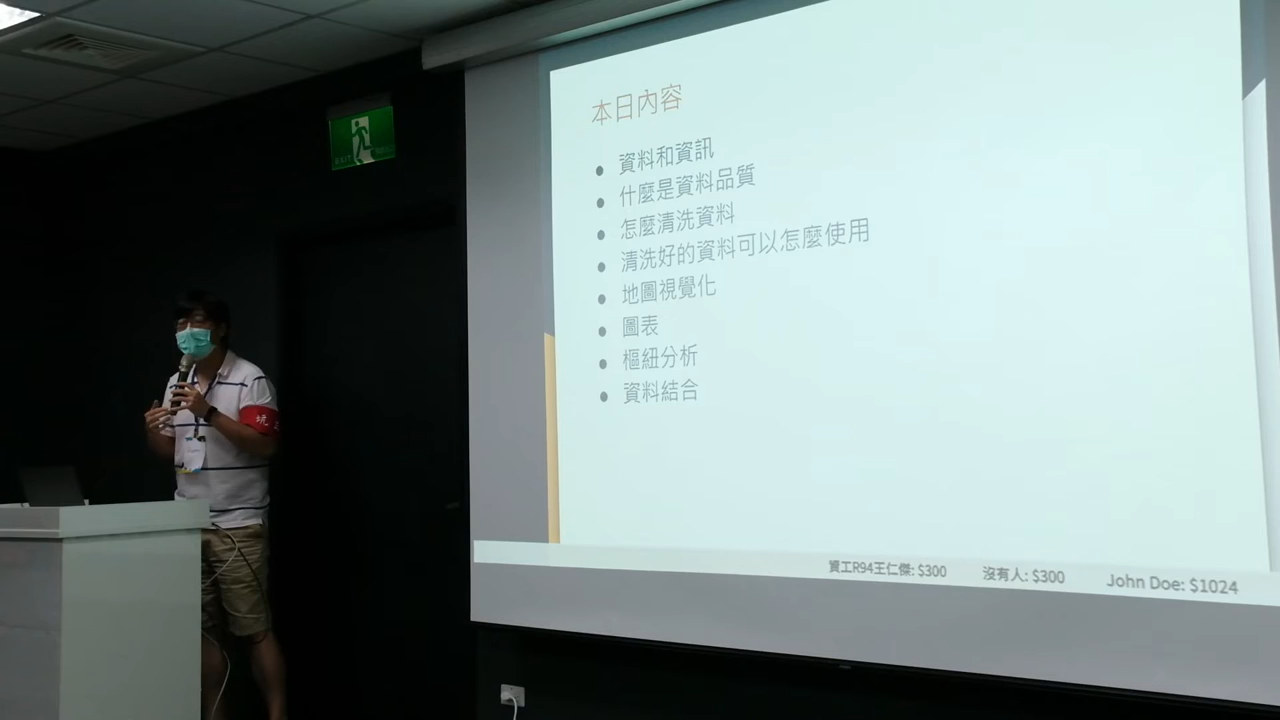 本日內容
資料和資訊
什麼是資料品質
怎麼清洗資料
清洗好的資料可以怎麼使用
地圖視覺化
圖表
樞紐分析
資料結合
資工R94王仁傑: $300 沒有人: $300 John Doe: $1024
EXIT